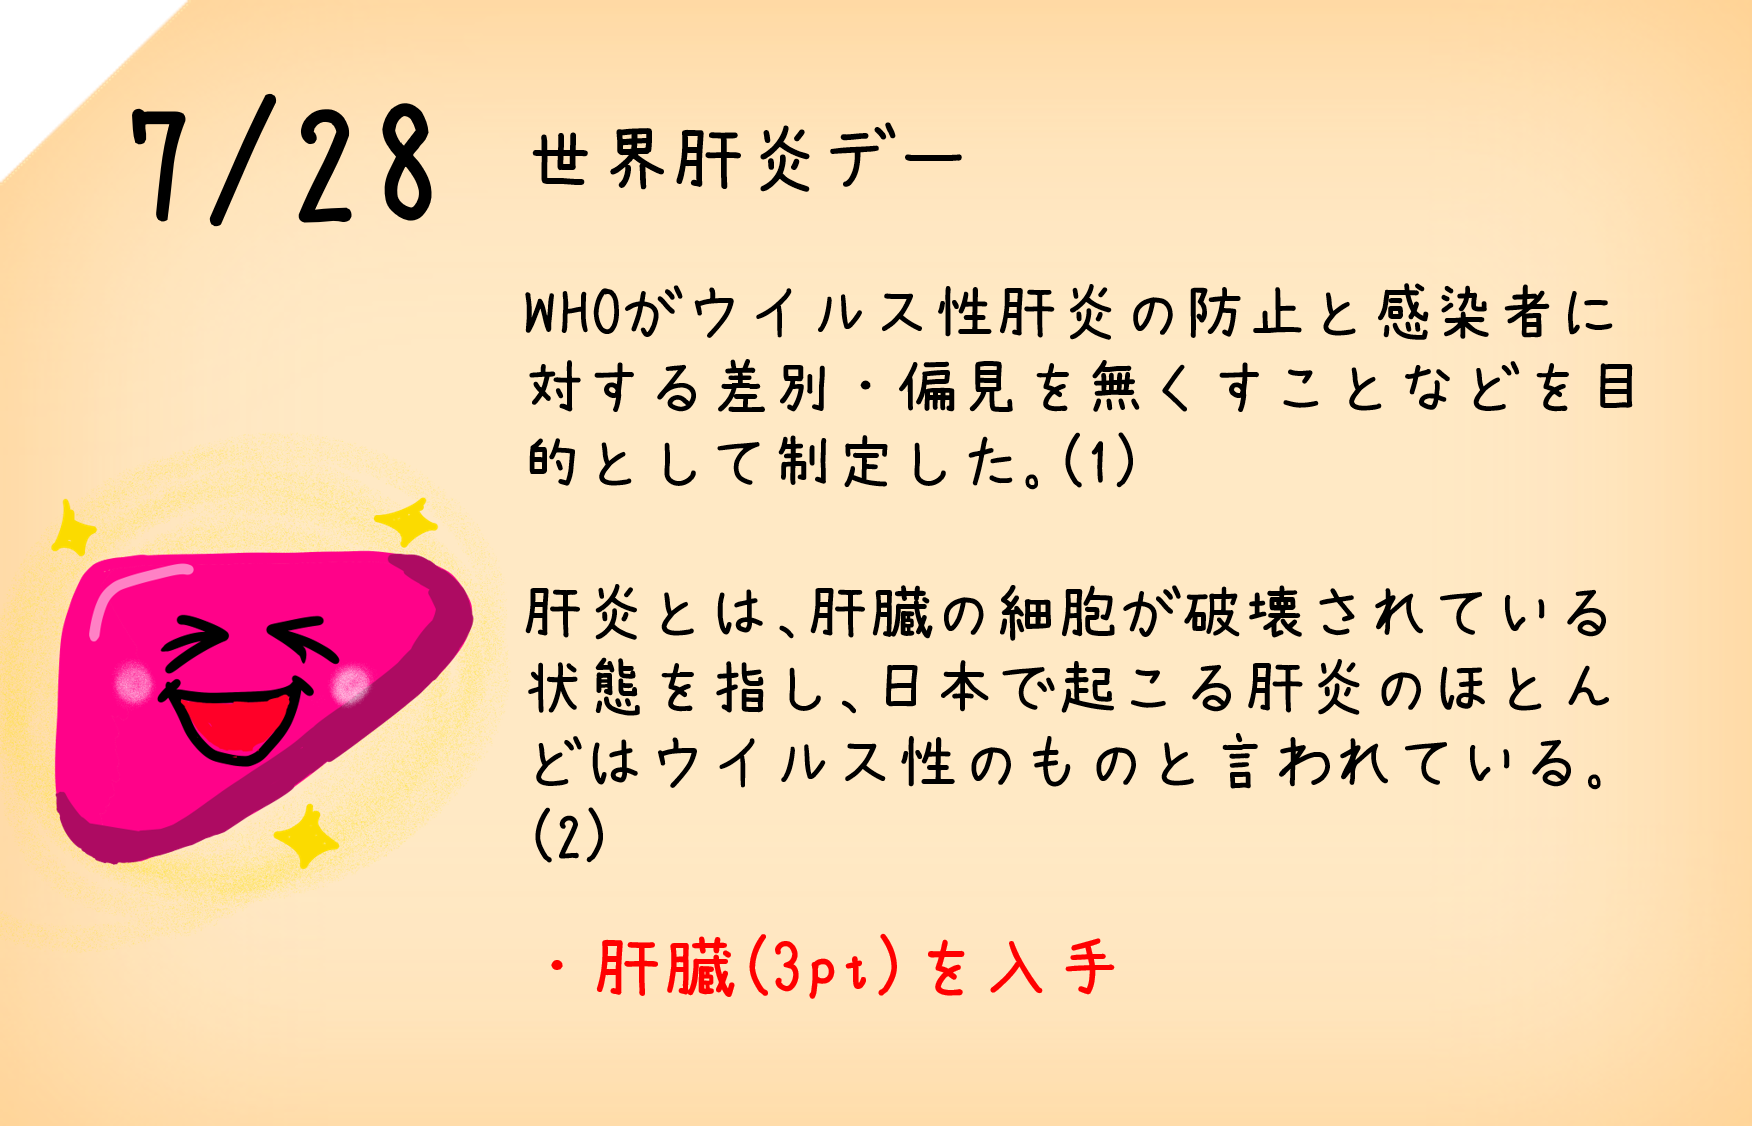 7/28 世界肝炎デー
WHOがウイルス性肝炎の防止と感染者に
対する差別・偏見を無くすことなどを目
的として制定した。(1)
肝炎とは、肝臓の細胞が破壊されている
状態を指し、日本で起こる肝炎のほとん
どはウイルス性のものと言われている。
(2)
・肝臓(3pt)を入手